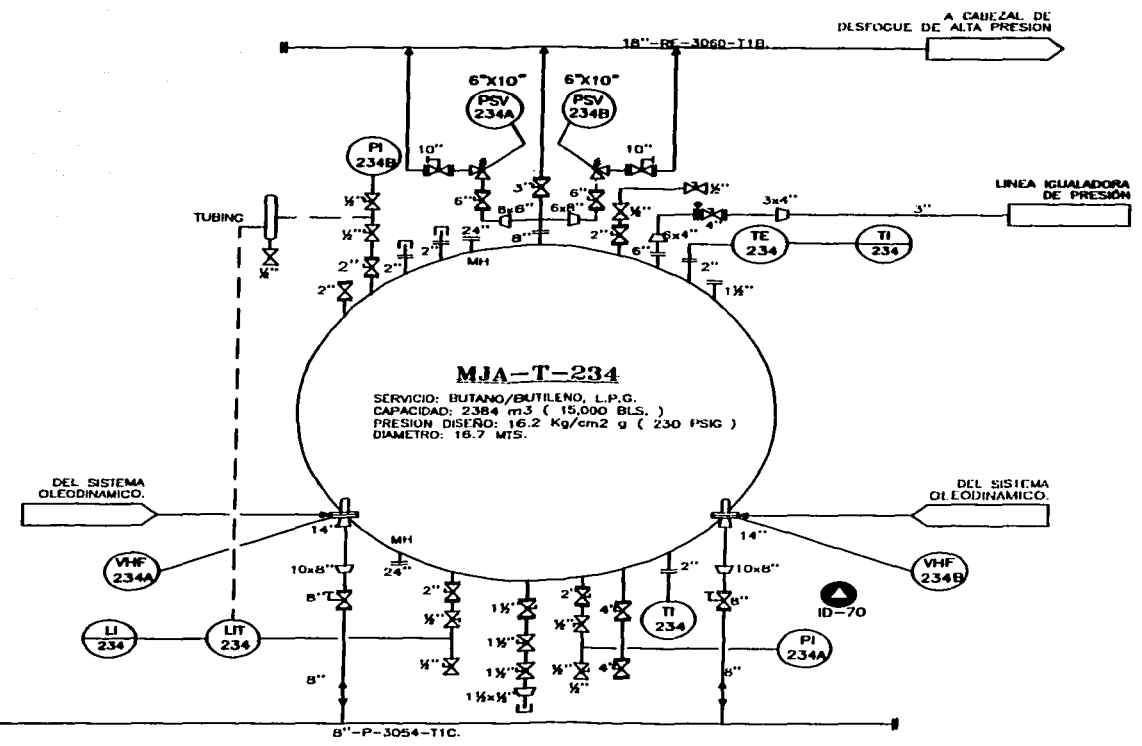 A CABEZAL DE
DESFOGUE DE ALTA PRESION
18"-RE-3060-T1B.
6"X10"
6"X10"
PSV
234A
PSV
234B
PI
234B
10"
10"
½"
6"
3"
6"
½"
LINEA IGUALADORA
DE PRESIÓN
3x4"
3"
TUBING
8x6"
6x8"
½"
4"
½"
½"
24"
8"
2"
6x4"
6"
TE
234
TI
234
2"
2"
2"
MH
2"
2"
1½"
MJA-T-234
SERVICIO: BUTANO/BUTILENO, L.P.G.
CAPACIDAD: 2384 m3 ( 15,000 BLS. )
PRESION DISEÑO: 16.2 Kg/cm2 g ( 230 PSIG )
DIAMETRO: 16.7 MTS.
DEL SISTEMA
OLEODINAMICO.
DEL SISTEMA
OLEODINAMICO.
14"
14"
MH
24"
VHF
234A
10x8"
2"
10x8"
VHF
234B
8"
2"
1½"
2"
4"
8"
ID-70
½"
1½"
½"
TI
234
LI
234
LIT
234
PI
234A
½"
1½"
½"
½"
4"
1½x½"
8"
8"
8"-P-3054-T1C.